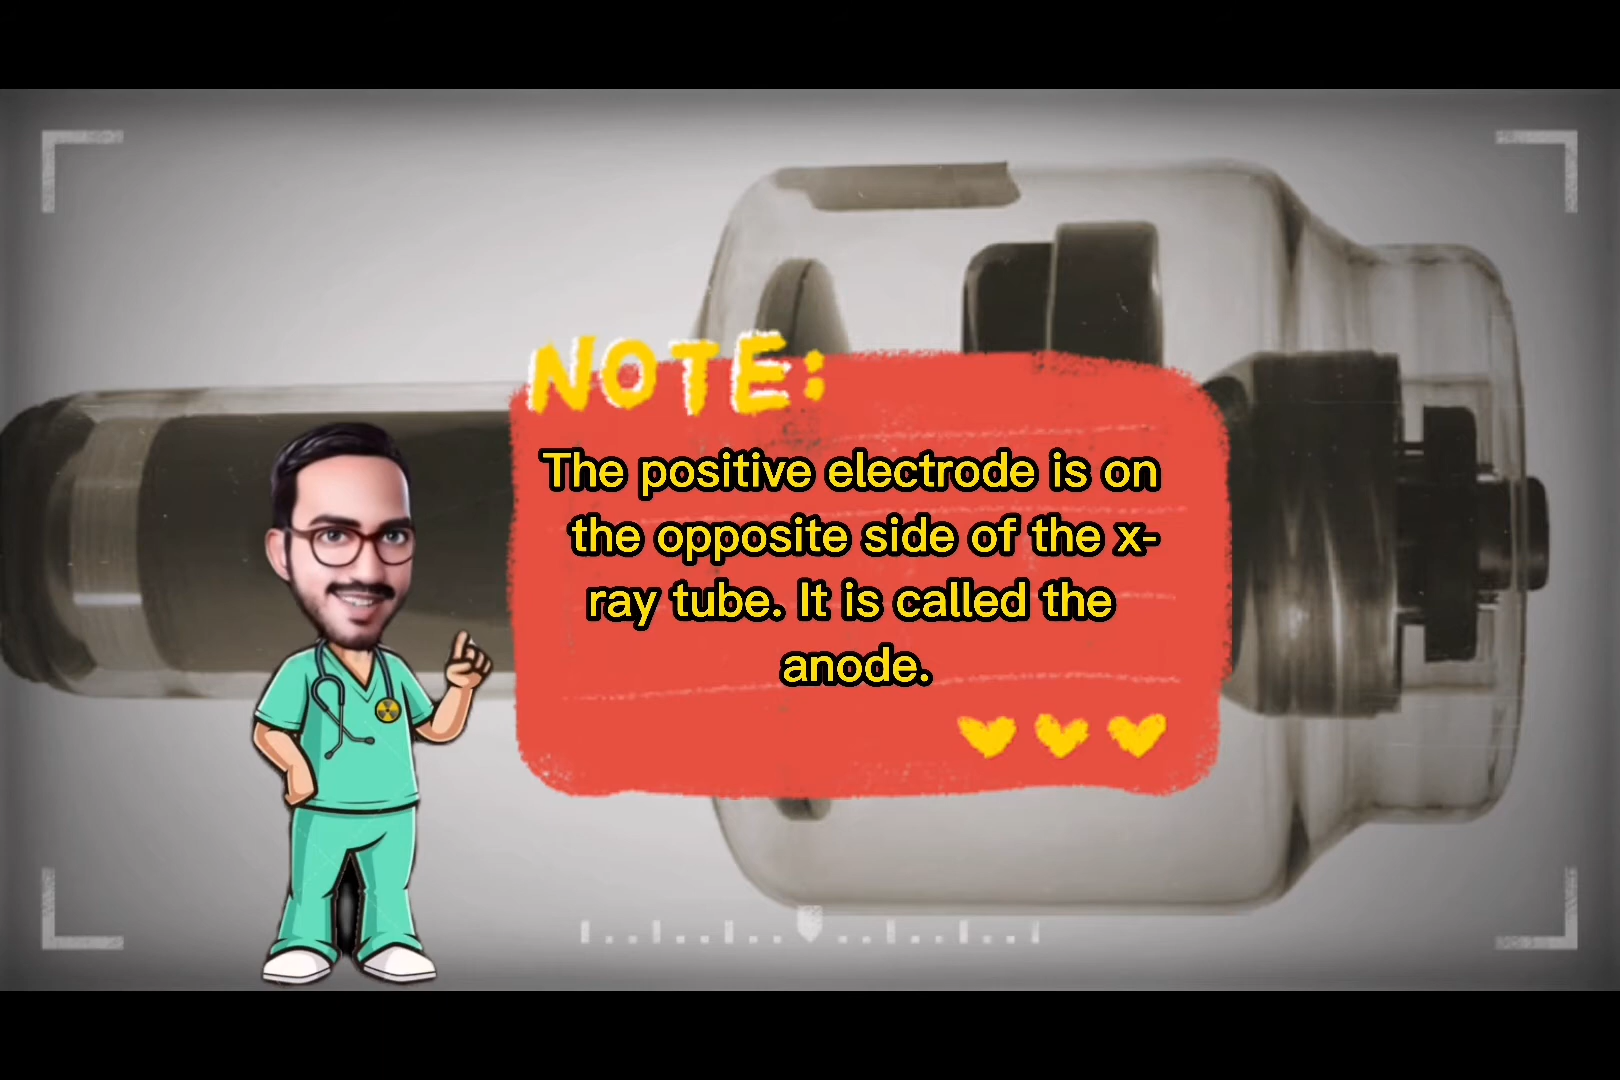 NOTE:
The positive electrode is on
the opposite side of the x-
ray tube. It is called the
anode.